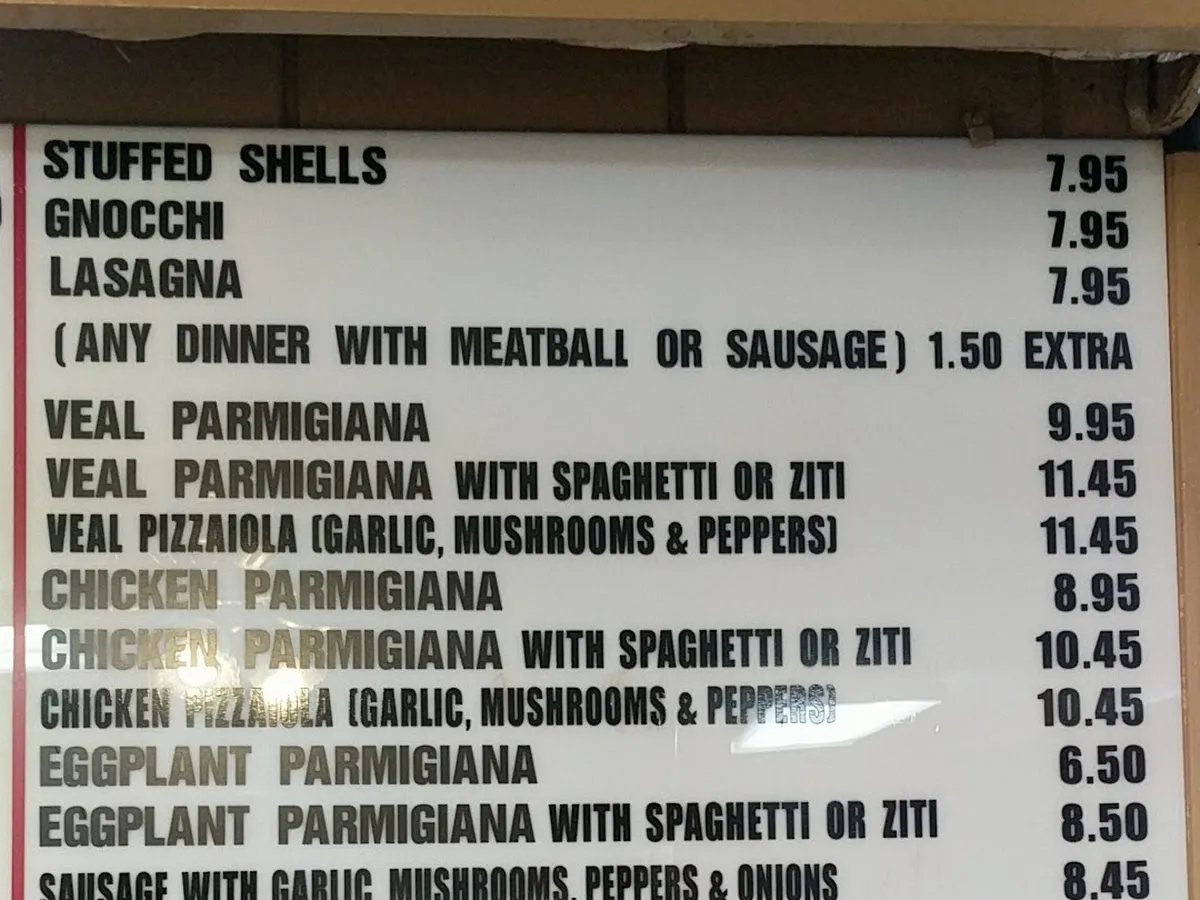 STUFFED SHELLS 7.95
GNOCCHI 7.95
LASAGNA 7.95
(ANY DINNER WITH MEATBALL OR SAUSAGE) 1.50 EXTRA
VEAL PARMIGIANA 9.95
VEAL PARMIGIANA WITH SPAGHETTI OR ZITI 11.45
VEAL PIZZAIOLA (GARLIC, MUSHROOMS & PEPPERS) 11.45
CHICKEN PARMIGIANA 8.95
CHICKEN PARMIGIANA WITH SPAGHETTI OR ZITI 10.45
CHICKEN PIZZAIOLA (GARLIC, MUSHROOMS & PEPPERS) 10.45
EGGPLANT PARMIGIANA 6.50
EGGPLANT PARMIGIANA WITH SPAGHETTI OR ZITI 8.50
SAUSAGE WITH GARLIC, MUSHROOMS, PEPPERS & ONIONS 8.45